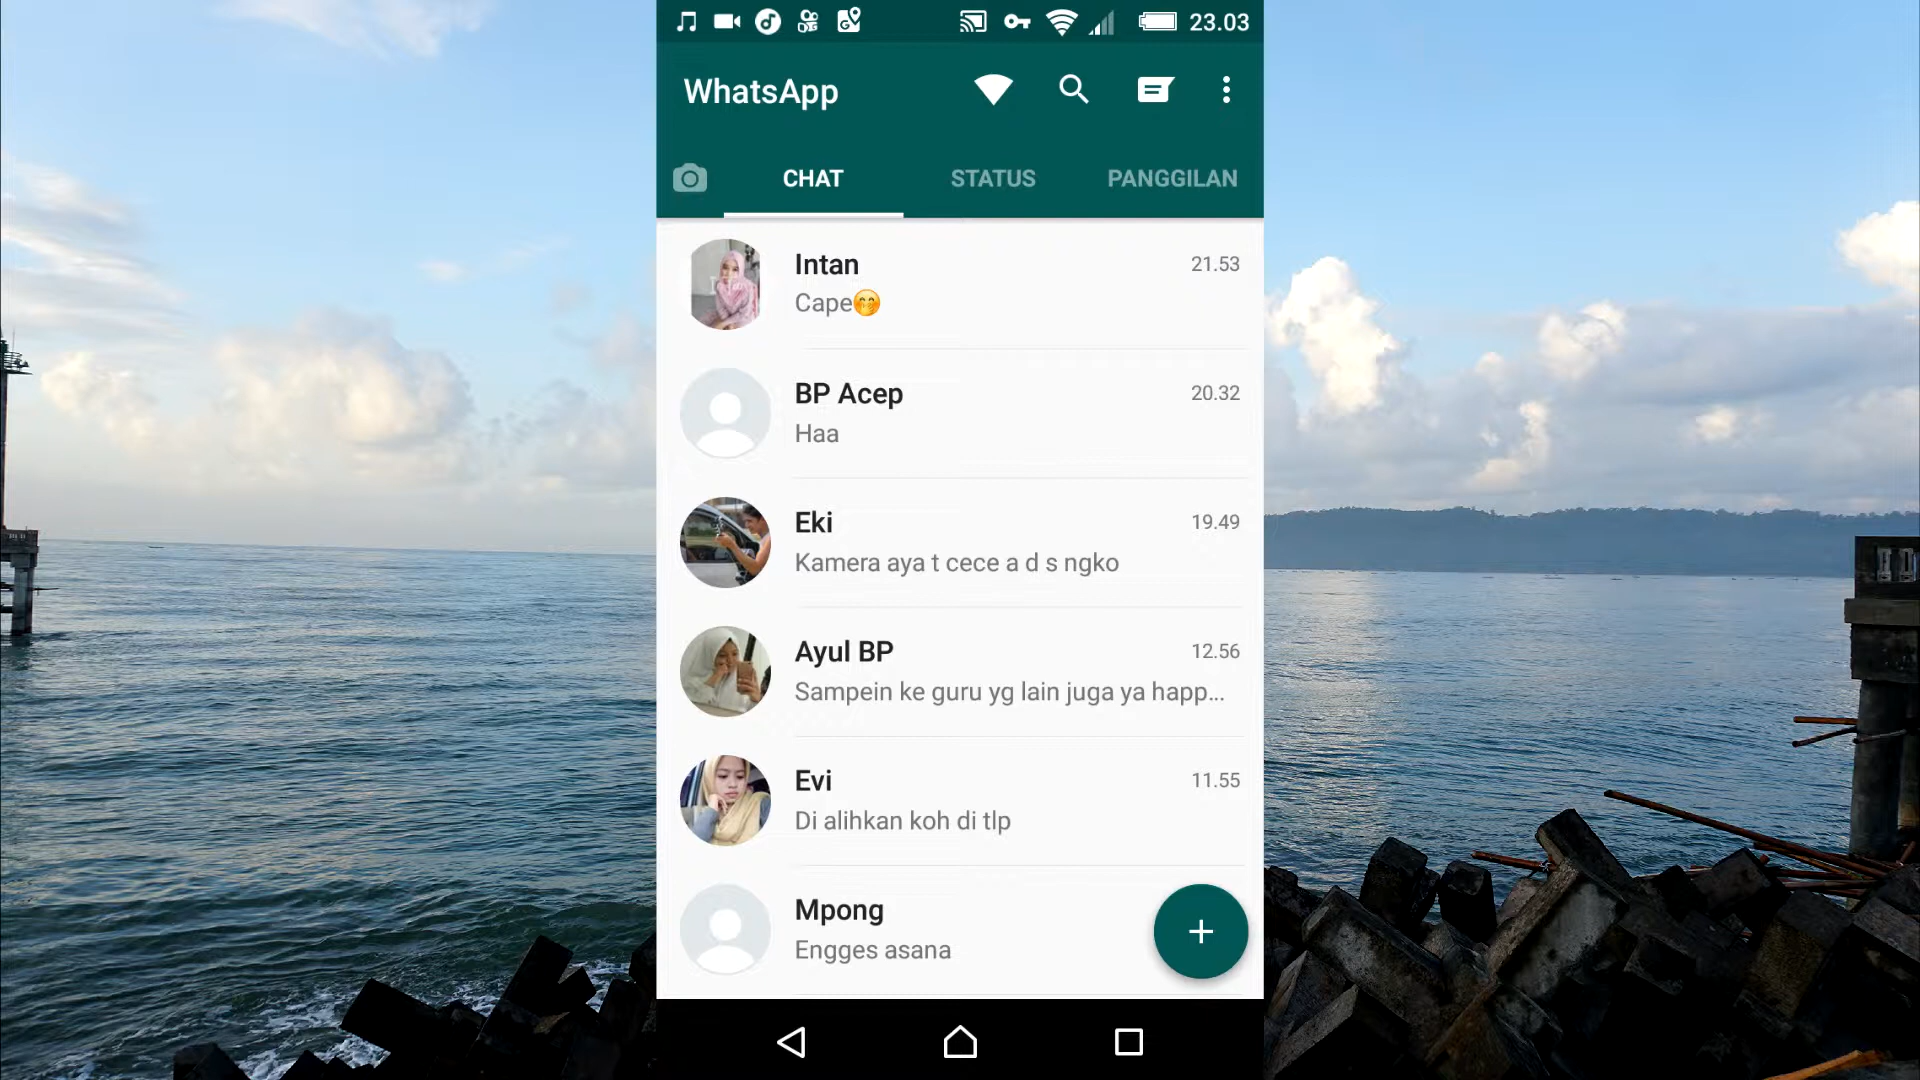 23.03
WhatsApp
CHAT STATUS PANGGILAN
Intan 21.53
Cape🤭
BP Acep 20.32
Haa
Eki 19.49
Kamera aya t cece a d s ngko
Ayul BP 12.56
Sampein ke guru yg lain juga ya happ...
Evi 11.55
Di alihkan koh di tlp
Mpong
Engges asana